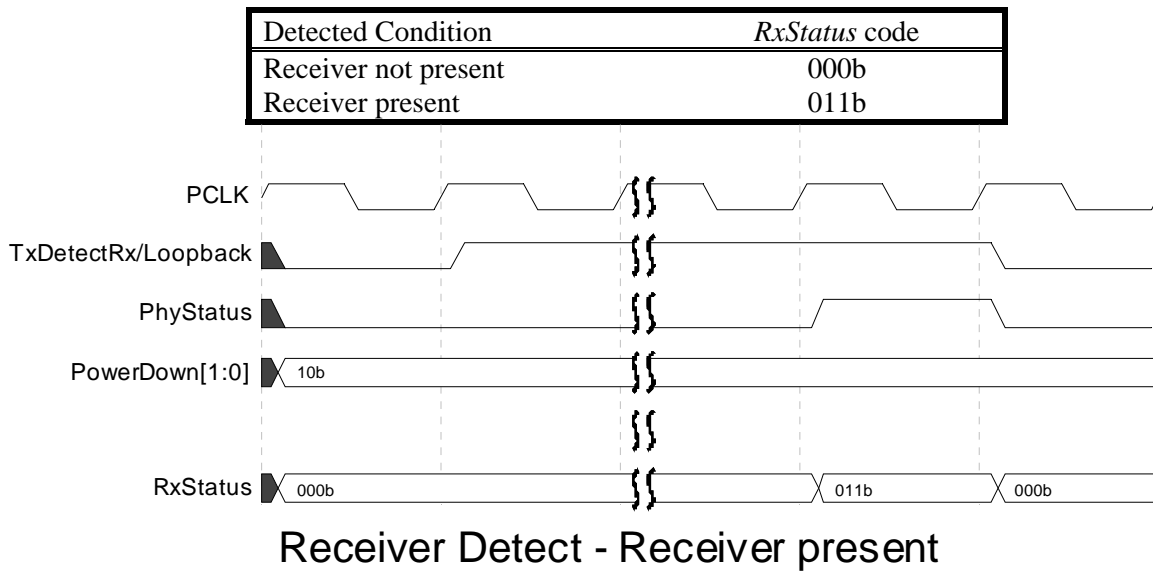 Detected Condition RxStatus code
Receiver not present 000b
Receiver present 011b
PCLK
TxDetectRx/Loopback
PhyStatus
PowerDown[1:0] 10b
RxStatus 000b 011b 000b
Receiver Detect - Receiver present